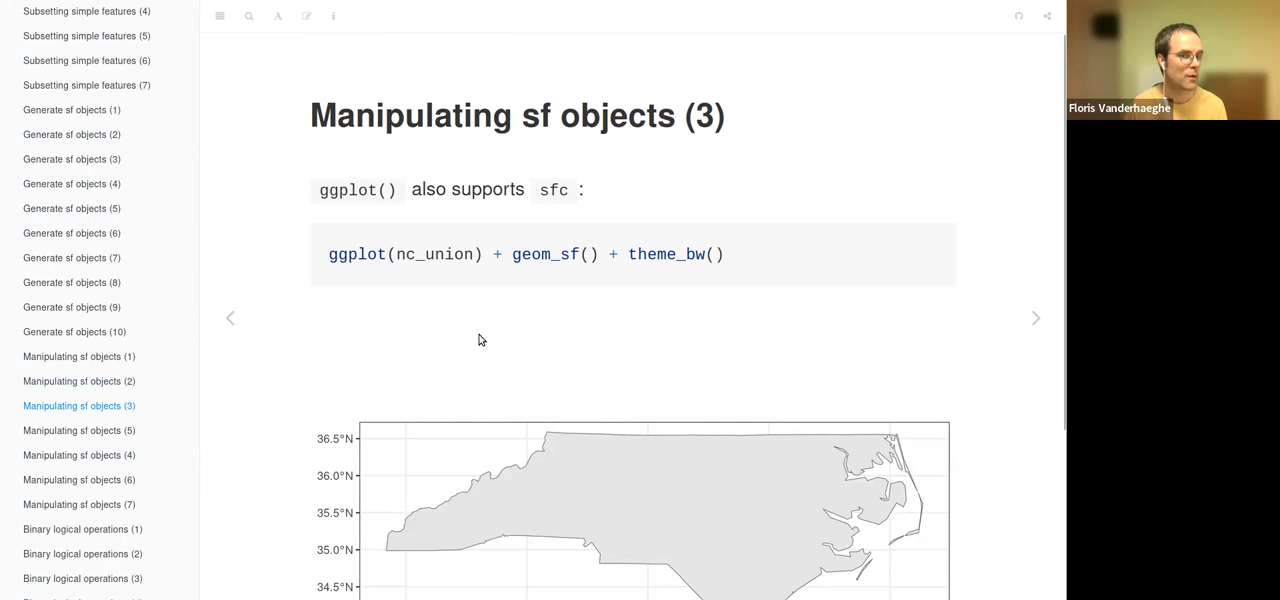 Subsetting simple features (4)
Subsetting simple features (5)
Subsetting simple features (6)
Subsetting simple features (7)
Generate sf objects (1)
Generate sf objects (2)
Generate sf objects (3)
Generate sf objects (4)
Generate sf objects (5)
Generate sf objects (6)
Generate sf objects (7)
Generate sf objects (8)
Generate sf objects (9)
Generate sf objects (10)
Manipulating sf objects (1)
Manipulating sf objects (2)
Manipulating sf objects (3)
Manipulating sf objects (5)
Manipulating sf objects (4)
Manipulating sf objects (6)
Manipulating sf objects (7)
Binary logical operations (1)
Binary logical operations (2)
Binary logical operations (3)
A
Manipulating sf objects (3)
ggplot() also supports sfc :
ggplot(nc_union) + geom_sf() + theme_bw()
36.5°N
36.0°N
35.5°N
35.0°N
34.5°N
Floris Vanderhaeghe